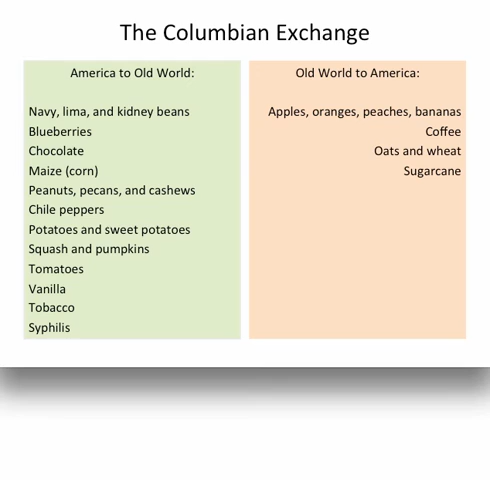 The Columbian Exchange
America to Old World:
Navy, lima, and kidney beans
Blueberries
Chocolate
Maize (corn)
Peanuts, pecans, and cashews
Chile peppers
Potatoes and sweet potatoes
Squash and pumpkins
Tomatoes
Vanilla
Tobacco
Syphilis
Old World to America:
Apples, oranges, peaches, bananas
Coffee
Oats and wheat
Sugarcane